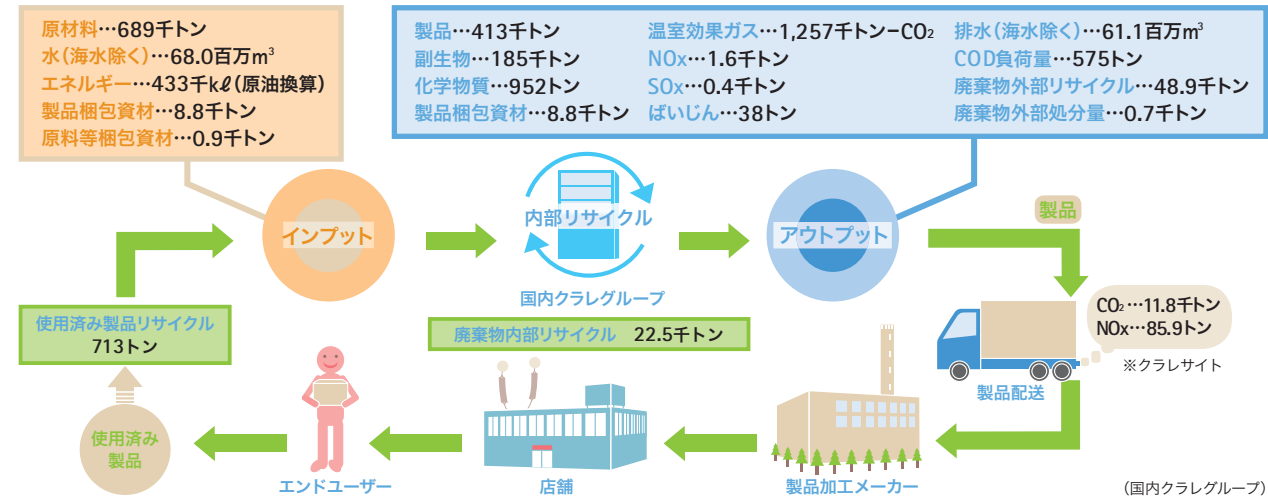 原材料…689千トン
水（海水除く）…68.0百万m³
エネルギー…433千kℓ（原油換算）
製品梱包資材…8.8千トン
原料等梱包資材…0.9千トン
製品…413千トン
副生物…185千トン
化学物質…952トン
製品梱包資材…8.8千トン
温室効果ガス…1,257千トン−CO₂
NOx…1.6千トン
SOx…0.4千トン
ばいじん…38トン
排水（海水除く）…61.1百万m³
COD負荷量…575トン
廃棄物外部リサイクル…48.9千トン
廃棄物外部処分量…0.7千トン
インプット
内部リサイクル
国内クラレグループ
アウトプット
製品
CO₂…11.8千トン
NOx…85.9トン
※クラレサイト
製品配送
使用済み製品リサイクル
713トン
廃棄物内部リサイクル 22.5千トン
使用済み
製品
エンドユーザー
店舗
製品加工メーカー
（国内クラレグループ）